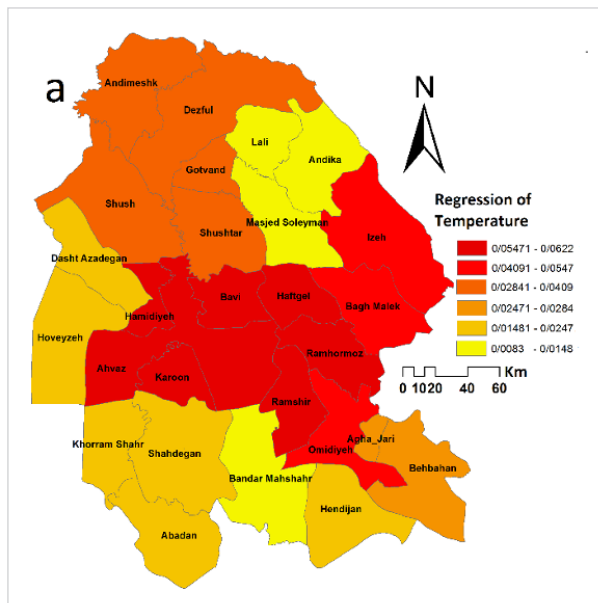 a
N
Andimeshk
Dezful
Lali
Andika
Gotvand
Shush
Shushtar
Masjed Soleyman
Izeh
Dasht Azadegan
Hamidiyeh
Bavi
Haftgel
Bagh Malek
Hoveyzeh
Ahvaz
Karoon
Ramhormoz
Ramshir
Khorram Shahr
Shahdegan
Omidiyeh
Agha_Jari
Behbahan
Bandar Mahshahr
Hendijan
Abadan
Regression of
Temperature
0/05471 - 0/0622
0/04091 - 0/0547
0/02841 - 0/0409
0/02471 - 0/0284
0/01481 - 0/0247
0/0083 - 0/0148
Km
0 10 20 40 60